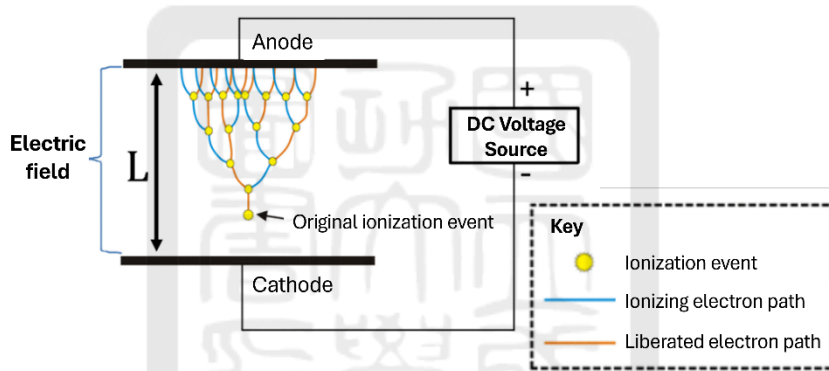 Anode
+
DC Voltage
Source
-
Electric
field
L
Original ionization event
Cathode
Key
Ionization event
Ionizing electron path
Liberated electron path